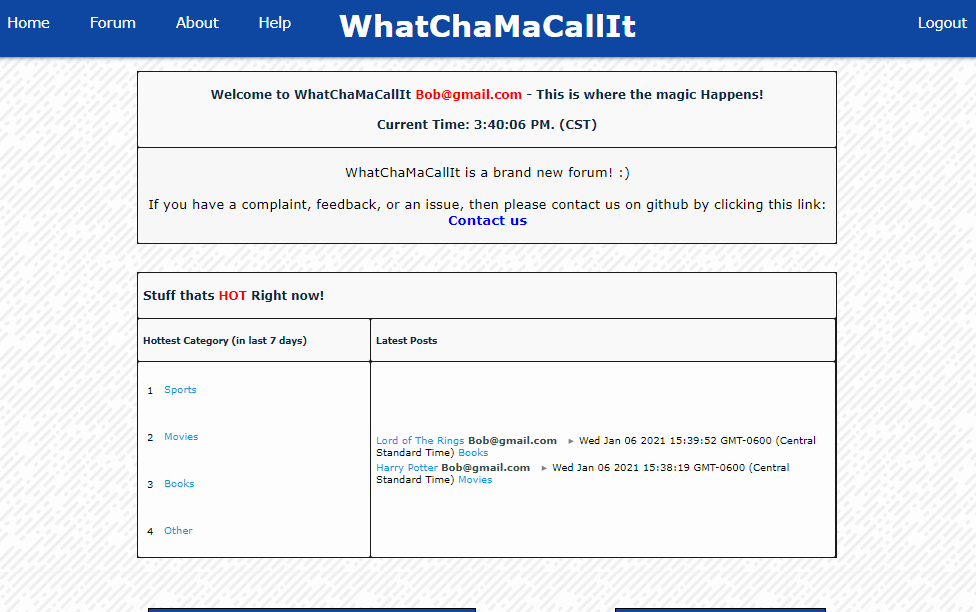 Home Forum About Help WhatChaMaCallIt Logout
Welcome to WhatChaMaCallIt Bob@gmail.com - This is where the magic Happens!
Current Time: 3:40:06 PM. (CST)
WhatChaMaCallIt is a brand new forum! :)
If you have a complaint, feedback, or an issue, then please contact us on github by clicking this link:
Contact us
Stuff thats HOT Right now!
Hottest Category (in last 7 days)
Latest Posts
1 Sports
2 Movies
3 Books
4 Other
Lord of The Rings Bob@gmail.com ► Wed Jan 06 2021 15:39:52 GMT-0600 (Central
Standard Time) Books
Harry Potter Bob@gmail.com ► Wed Jan 06 2021 15:38:19 GMT-0600 (Central
Standard Time) Movies